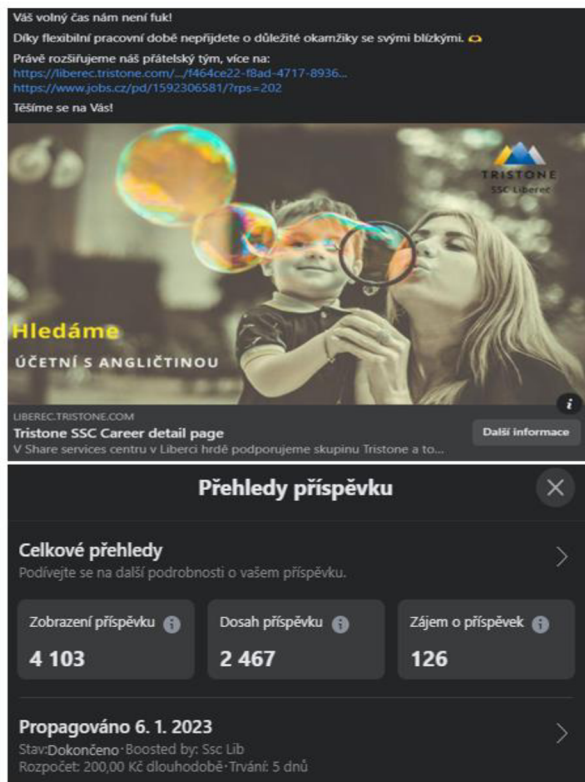 Váš volný čas nám není fuk!
Díky flexibilní pracovní době nepřijdete o důležité okamžiky se svými blízkými.
Právě rozšiřujeme náš přátelský tým, více na:
https://liberec.tristone.com/.../f464ce22-f8ad-4717-8936...
https://www.jobs.cz/pd/1592306581/?rps=202
Těšíme se na Vás!
TRISTONE
SSC Liberec
Hledáme
ÚČETNÍ S ANGLIČTINOU
LIBEREC.TRISTONE.COM
Tristone SSC Career detail page
V Share services centru v Liberci hrdě podporujeme skupinu Tristone a to...
Další informace
Přehledy příspěvku
Celkové přehledy
Podívejte se na další podrobnosti o vašem příspěvku.
Zobrazení příspěvku
Dosah příspěvku
Zájem o příspěvek
4 103
2 467
126
Propagováno 6. 1. 2023
Stav:Dokončeno · Boosted by: Ssc Lib
Rozpočet: 200,00 Kč dlouhodobě · Trvání: 5 dnů